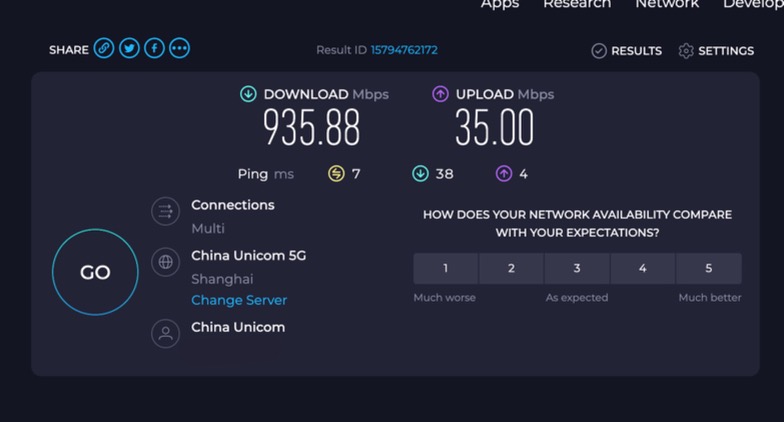 Apps Research Network Develop
SHARE Result ID 15794762172 RESULTS SETTINGS
DOWNLOAD Mbps UPLOAD Mbps
935.88 35.00
Ping ms 7 38 4
Connections
Multi
HOW DOES YOUR NETWORK AVAILABILITY COMPARE
WITH YOUR EXPECTATIONS?
China Unicom 5G
Shanghai
Change Server
GO
1 2 3 4 5
Much worse As expected Much better
China Unicom